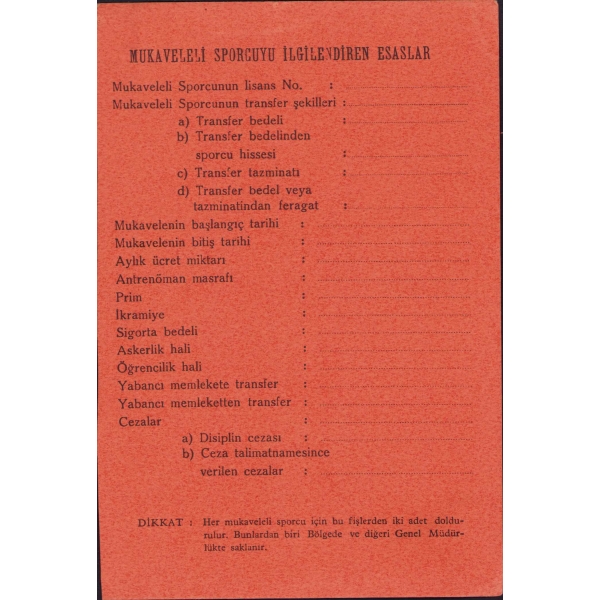 MUKAVELELİ SPORCUYU İLGİLENDİREN ESASLAR
Mukaveleli Sporcunun lisans No. :
Mukaveleli Sporcunun transfer şekilleri :
a) Transfer bedeli :
b) Transfer bedelinden
sporcu hissesi :
c) Transfer tazminatı :
d) Transfer bedel veya
tazminatindan feragat :
Mukavelenin başlangıç tarihi :
Mukavelenin bitiş tarihi :
Aylık ücret miktarı :
Antrenöman masrafı :
Prim :
İkramiye :
Sigorta bedeli :
Askerlik hali :
Öğrencilik hali :
Yabancı memlekete transfer :
Yabancı memleketten transfer :
Cezalar :
a) Disiplin cezası :
b) Ceza talimatnamesince
verilen cezalar :
DİKKAT : Her mukaveleli sporcu için bu fişlerden iki adet doldu-
rulur. Bunlardan biri Bölgede ve diğeri Genel Müdür-
lükte saklanır.